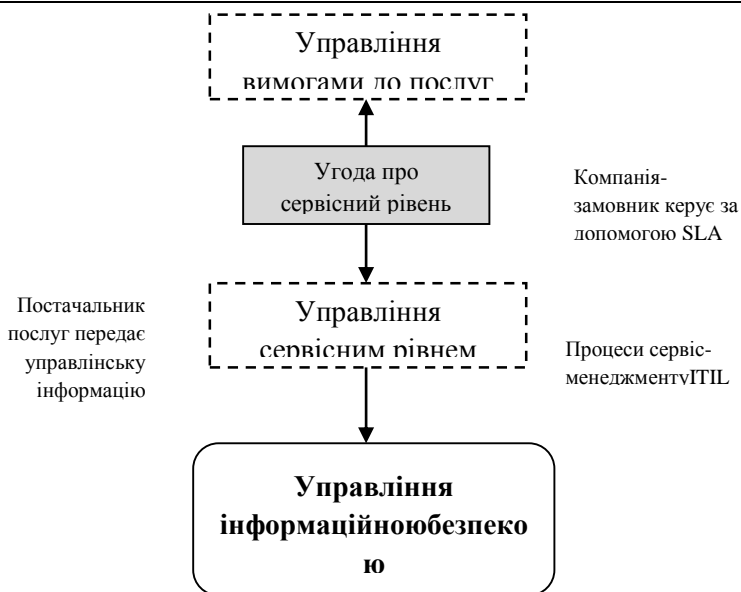 Управління
вимогами до послуг
Угода про
сервісний рівень
Компанія-
замовник керує за
допомогою SLA
Управління
сервісним рівнем
Постачальник
послуг передає
управлінську
інформацію
Процеси сервіс-
менеджментуITIL
Управління
інформаційноюбезпеко
ю